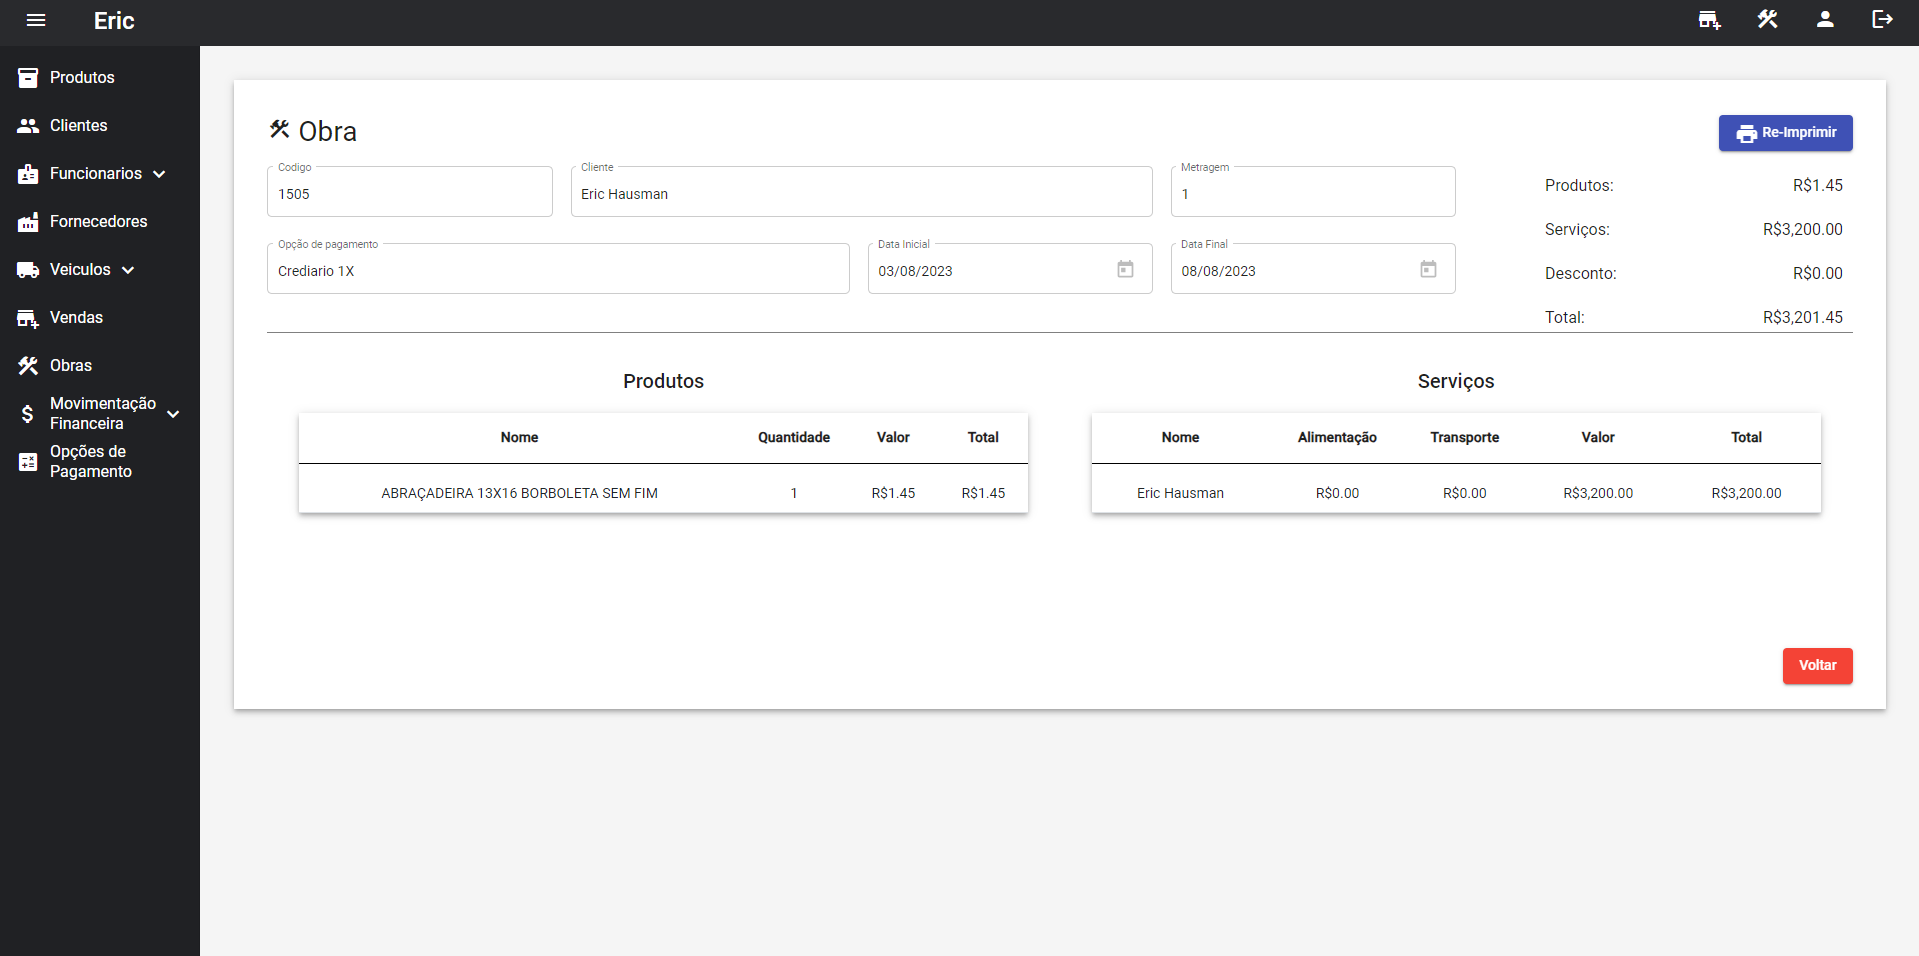 Eric
Produtos
Clientes
Funcionarios
Fornecedores
Veiculos
Vendas
Obras
Movimentação
Financeira
Opções de
Pagamento
Obra
Re-Imprimir
Codigo
1505
Cliente
Eric Hausman
Metragem
1
Opção de pagamento
Crediario 1X
Data Inicial
03/08/2023
Data Final
08/08/2023
Produtos: R$1.45
Serviços: R$3,200.00
Desconto: R$0.00
Total: R$3,201.45
Produtos
Nome Quantidade Valor Total
ABRAÇADEIRA 13X16 BORBOLETA SEM FIM 1 R$1.45 R$1.45
Serviços
Nome Alimentação Transporte Valor Total
Eric Hausman R$0.00 R$0.00 R$3,200.00 R$3,200.00
Voltar